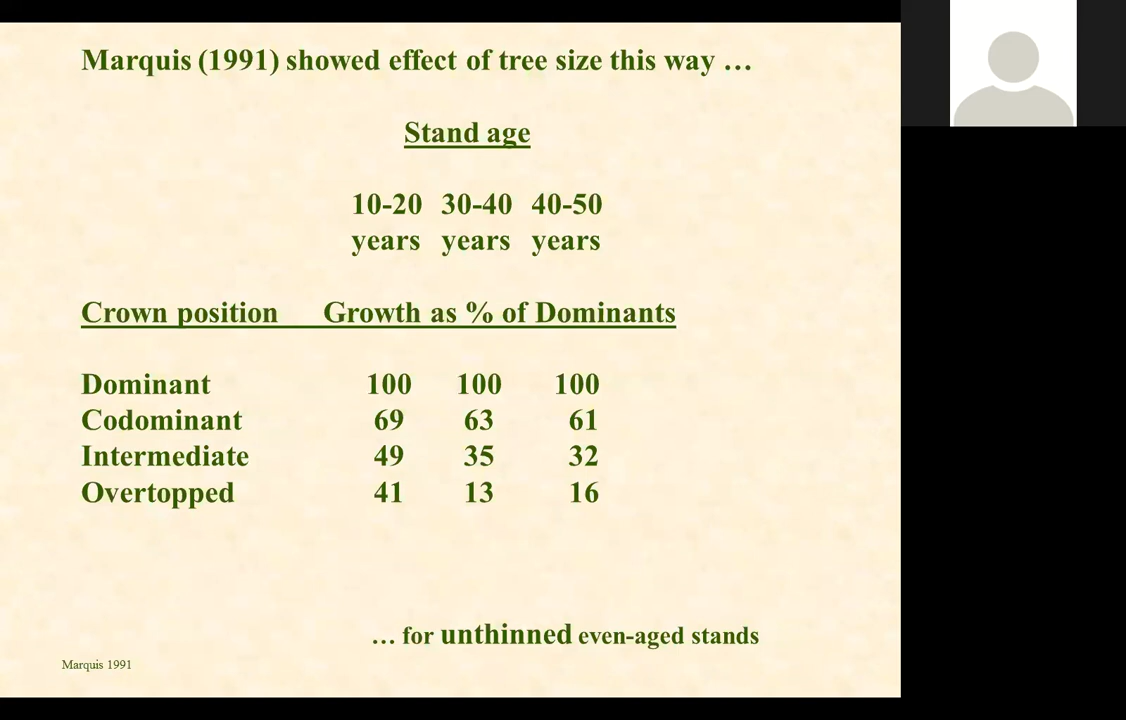 Marquis (1991) showed effect of tree size this way …
Stand age
10-20 30-40 40-50
years years years
Crown position Growth as % of Dominants
Dominant 100 100 100
Codominant 69 63 61
Intermediate 49 35 32
Overtopped 41 13 16
… for unthinned even-aged stands
Marquis 1991